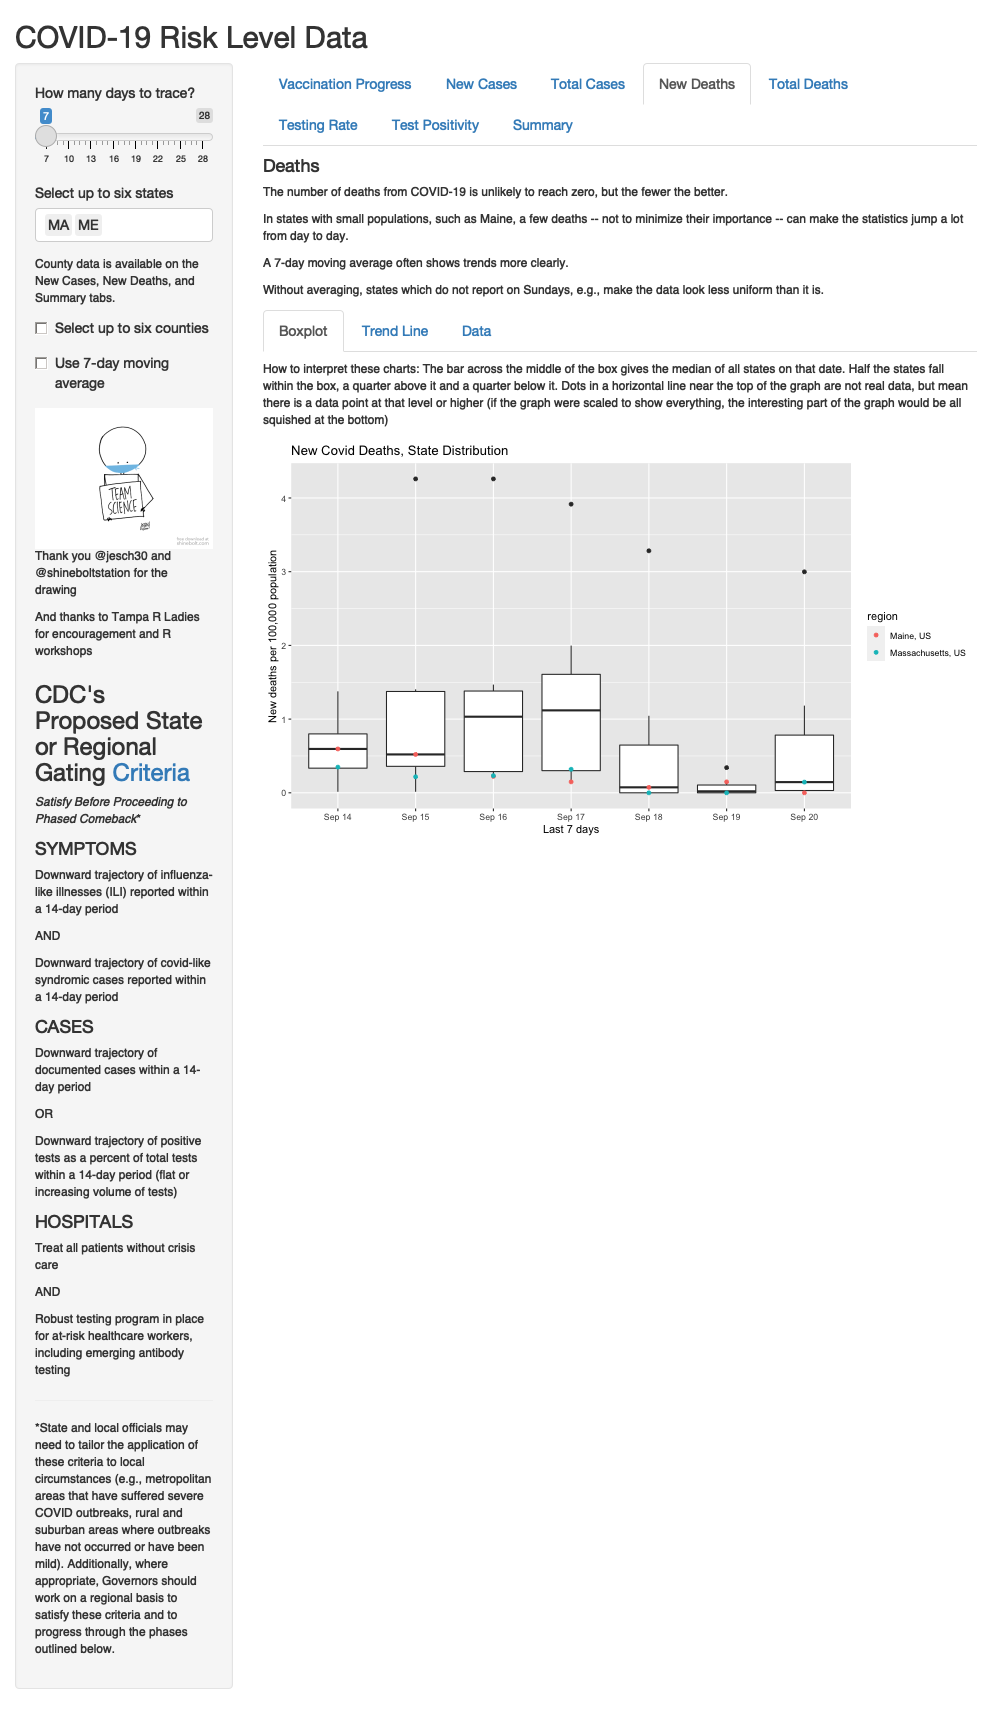 COVID-19 Risk Level Data
How many days to trace?
7
28
7 10 13 16 19 22 25 28
Select up to six states
MA ME
County data is available on the
New Cases, New Deaths, and
Summary tabs.
Select up to six counties
Use 7-day moving
average
TEAM
SCIENCE
free download at
shinebolt.com
Thank you @jesch30 and
@shineboltstation for the
drawing
And thanks to Tampa R Ladies
for encouragement and R
workshops
CDC's
Proposed State
or Regional
Gating Criteria
Satisfy Before Proceeding to
Phased Comeback*
SYMPTOMS
Downward trajectory of influenza-
like illnesses (ILI) reported within
a 14-day period
AND
Downward trajectory of covid-like
syndromic cases reported within
a 14-day period
CASES
Downward trajectory of
documented cases within a 14-
day period
OR
Downward trajectory of positive
tests as a percent of total tests
within a 14-day period (flat or
increasing volume of tests)
HOSPITALS
Treat all patients without crisis
care
AND
Robust testing program in place
for at-risk healthcare workers,
including emerging antibody
testing
*State and local officials may
need to tailor the application of
these criteria to local
circumstances (e.g., metropolitan
areas that have suffered severe
COVID outbreaks, rural and
suburban areas where outbreaks
have not occurred or have been
mild). Additionally, where
appropriate, Governors should
work on a regional basis to
satisfy these criteria and to
progress through the phases
outlined below.
Vaccination Progress New Cases Total Cases New Deaths Total Deaths
Testing Rate Test Positivity Summary
Deaths
The number of deaths from COVID-19 is unlikely to reach zero, but the fewer the better.
In states with small populations, such as Maine, a few deaths -- not to minimize their importance -- can make the statistics jump a lot
from day to day.
A 7-day moving average often shows trends more clearly.
Without averaging, states which do not report on Sundays, e.g., make the data look less uniform than it is.
Boxplot Trend Line Data
How to interpret these charts: The bar across the middle of the box gives the median of all states on that date. Half the states fall
within the box, a quarter above it and a quarter below it. Dots in a horizontal line near the top of the graph are not real data, but mean
there is a data point at that level or higher (if the graph were scaled to show everything, the interesting part of the graph would be all
squished at the bottom)
New Covid Deaths, State Distribution
New deaths per 100,000 population
4
3
2
1
0
Sep 14 Sep 15 Sep 16 Sep 17 Sep 18 Sep 19 Sep 20
Last 7 days
region
Maine, US
Massachusetts, US